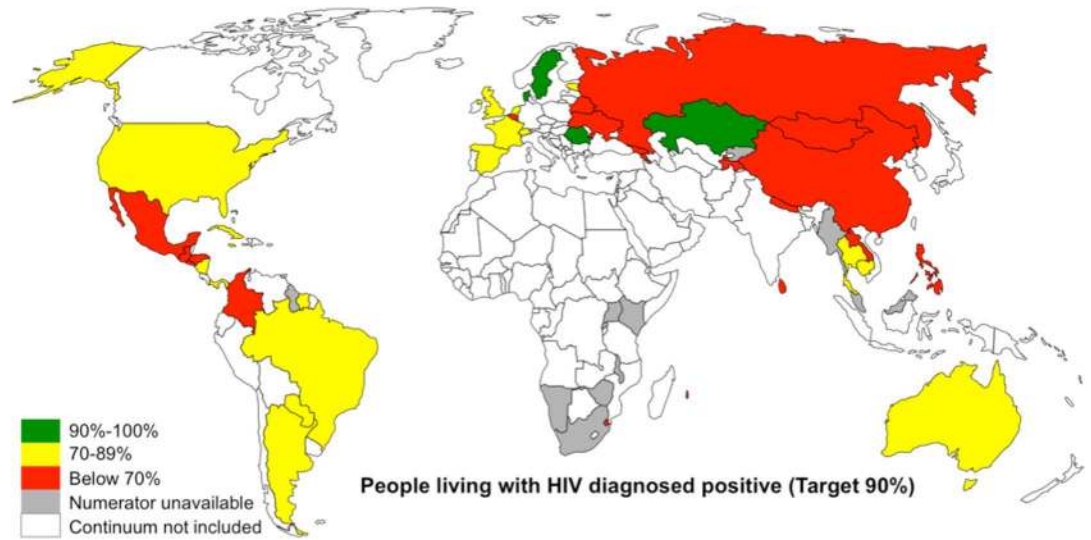 90%-100%
70-89%
Below 70%
Numerator unavailable
Continuum not included
People living with HIV diagnosed positive (Target 90%)